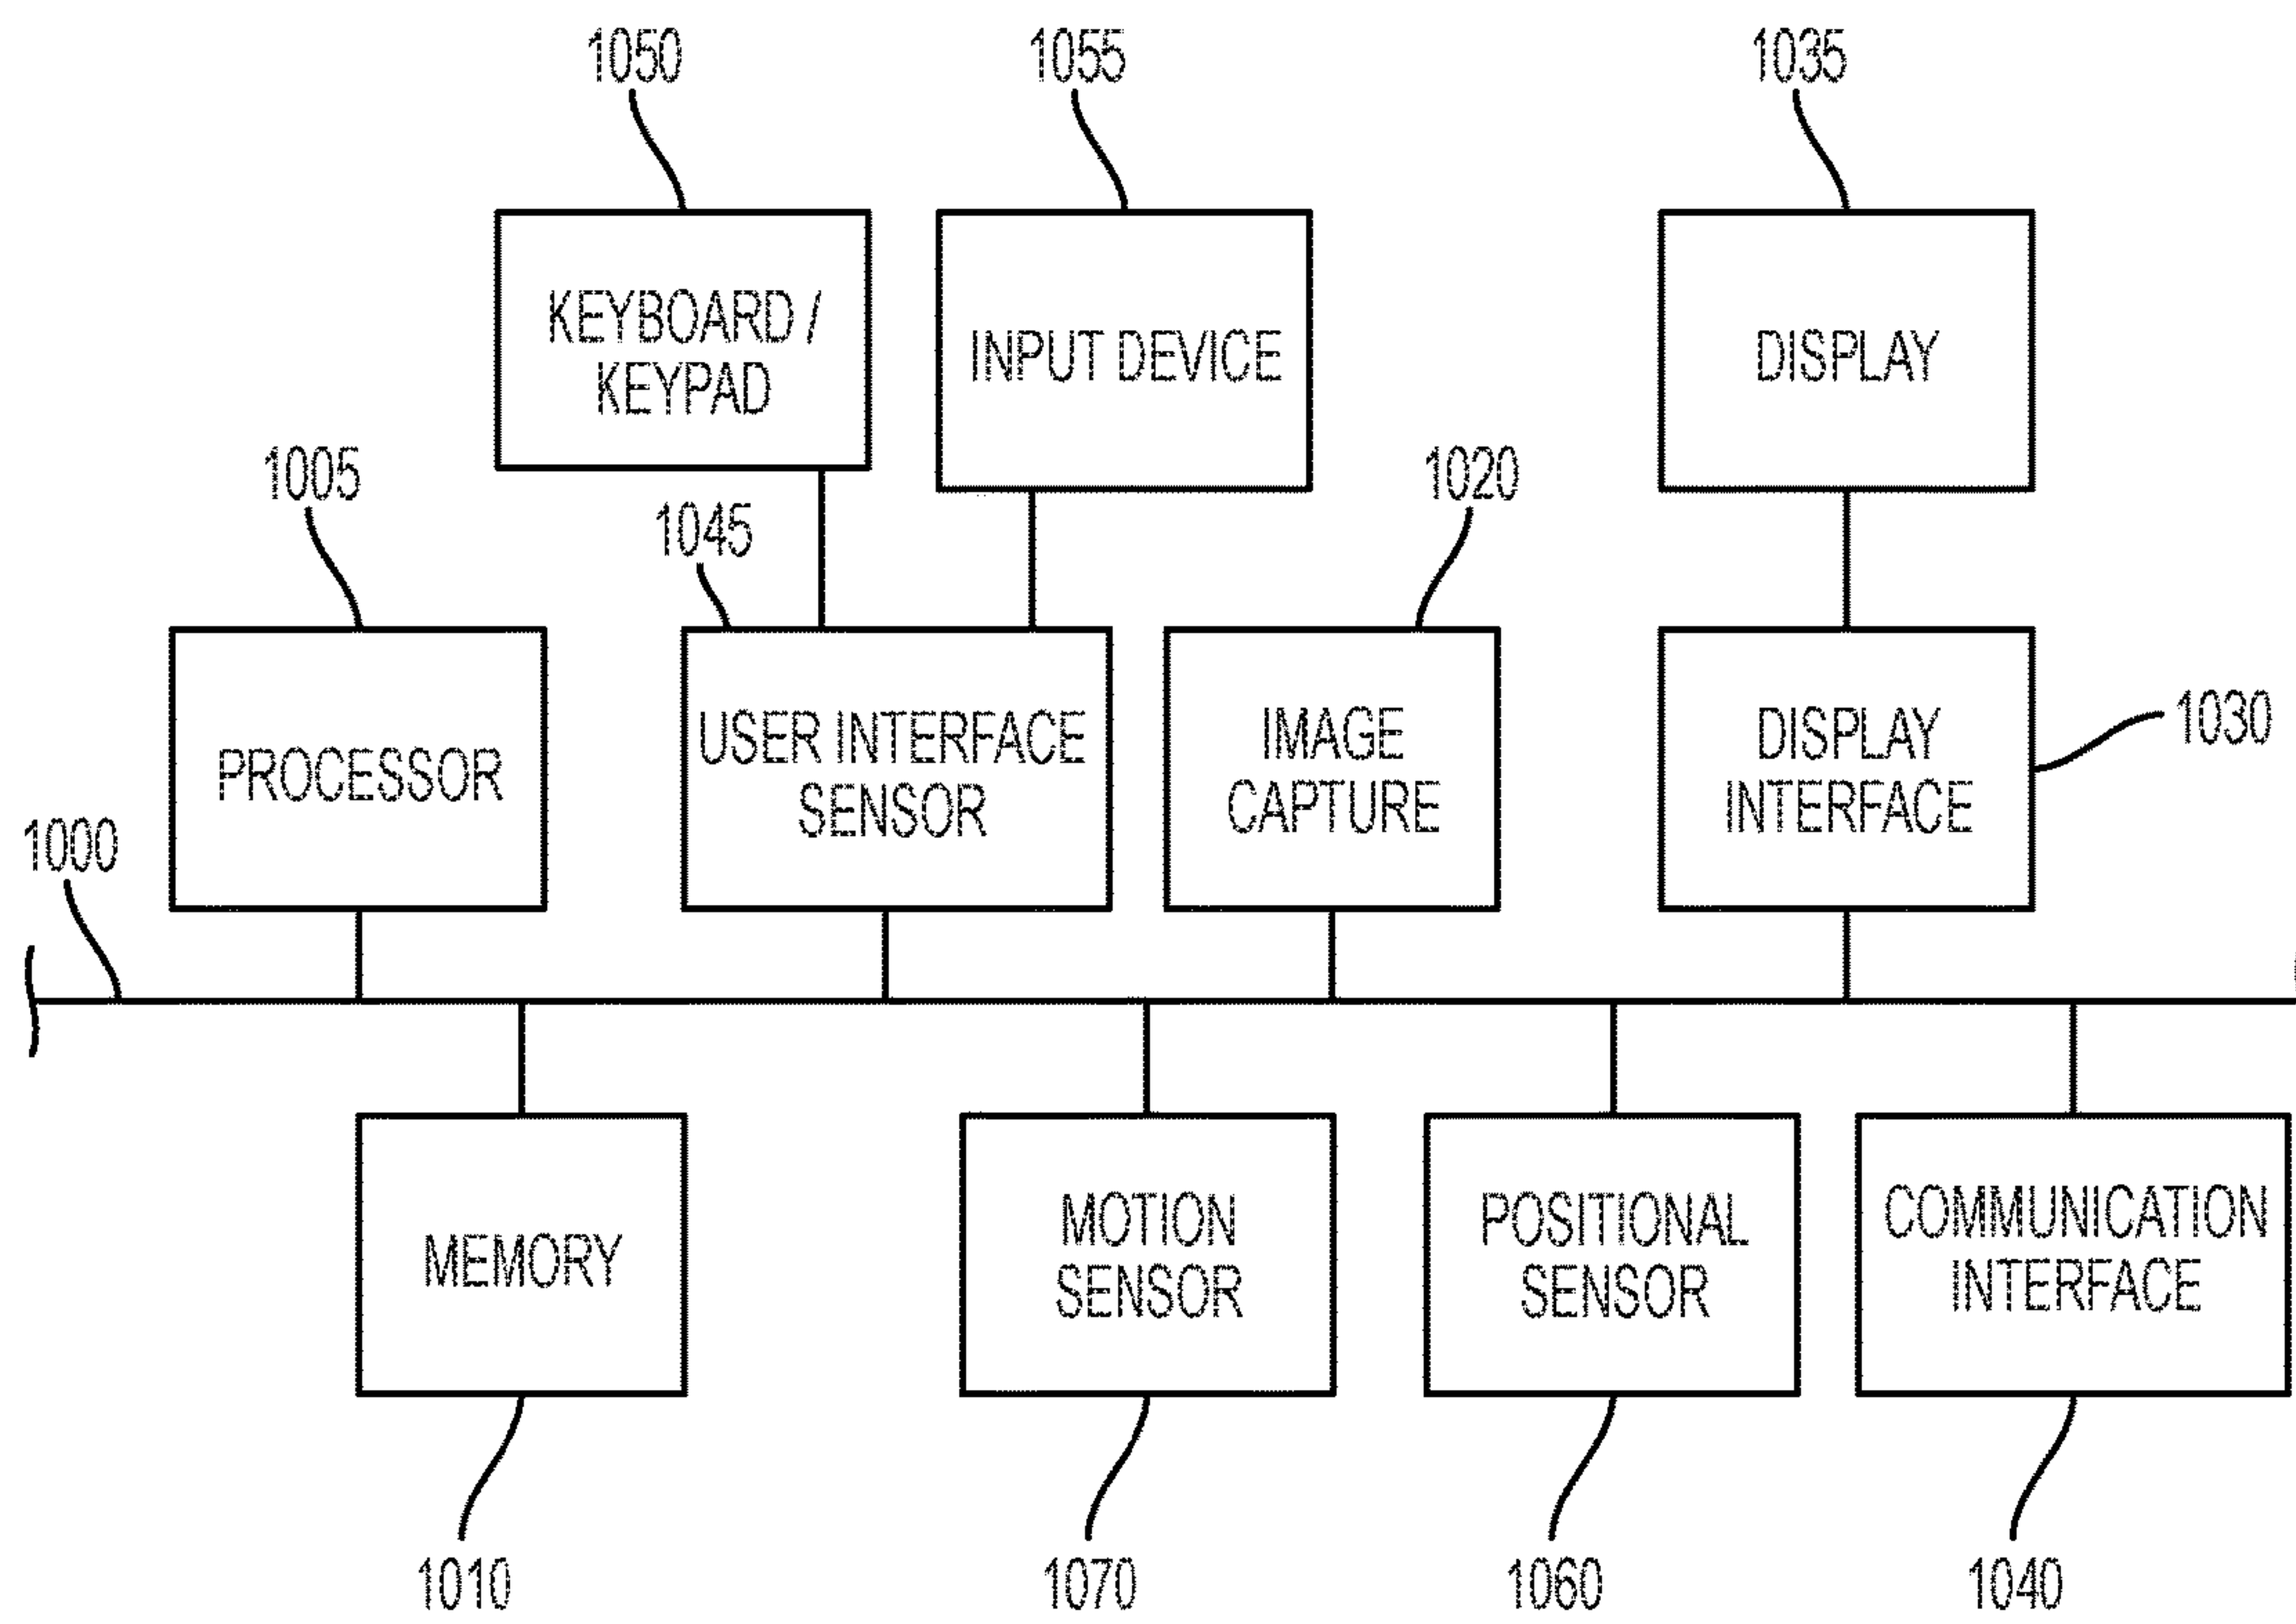 1050
1055
1035
KEYBOARD /
KEYPAD
INPUT DEVICE
DISPLAY
1005
1045
1020
PROCESSOR
USER INTERFACE
SENSOR
IMAGE
CAPTURE
DISPLAY
INTERFACE
1030
1000
MEMORY
MOTION
SENSOR
POSITIONAL
SENSOR
COMMUNICATION
INTERFACE
1010
1070
1060
1040